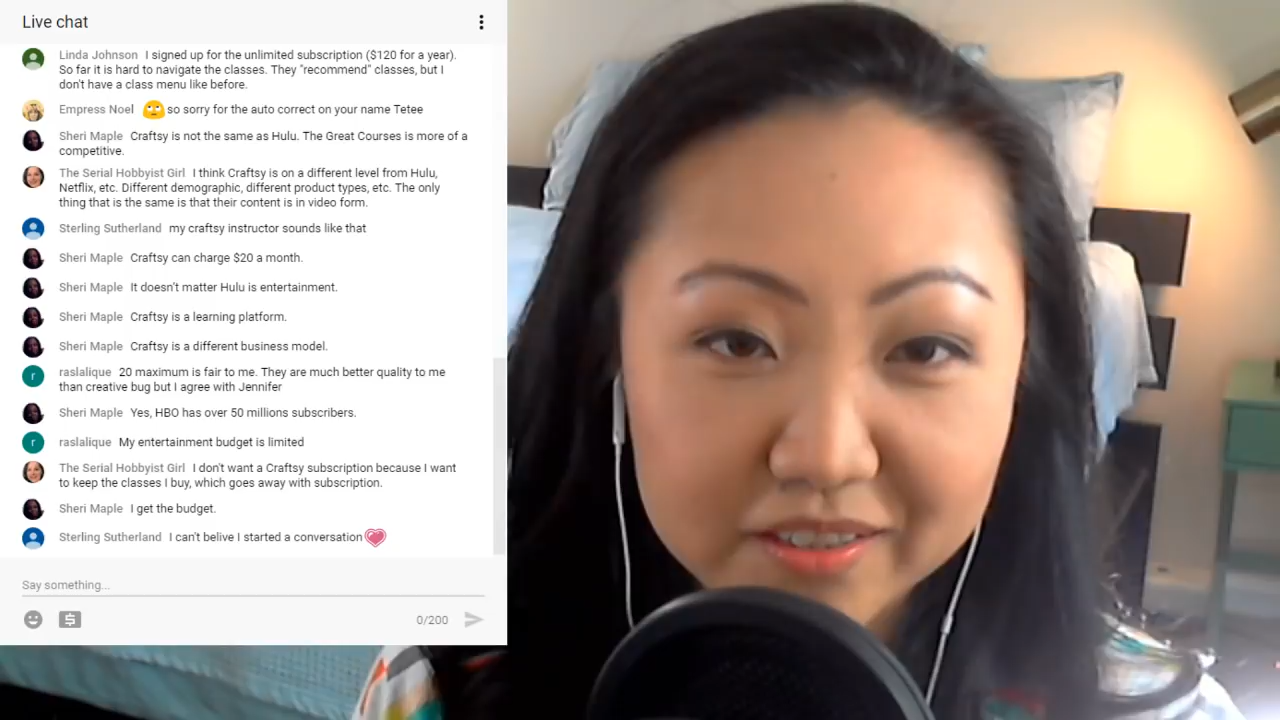 Live chat
Linda Johnson I signed up for the unlimited subscription ($120 for a year).
So far it is hard to navigate the classes. They "recommend" classes, but I
don't have a class menu like before.
Empress Noel 🙄 so sorry for the auto correct on your name Tetee
Sheri Maple Craftsy is not the same as Hulu. The Great Courses is more of a
competitive.
The Serial Hobbyist Girl I think Craftsy is on a different level from Hulu,
Netflix, etc. Different demographic, different product types, etc. The only
thing that is the same is that their content is in video form.
Sterling Sutherland my craftsy instructor sounds like that
Sheri Maple Craftsy can charge $20 a month.
Sheri Maple It doesn't matter Hulu is entertainment.
Sheri Maple Craftsy is a learning platform.
Sheri Maple Craftsy is a different business model.
r raslalique 20 maximum is fair to me. They are much better quality to me
than creative bug but I agree with Jennifer
Sheri Maple Yes, HBO has over 50 millions subscribers.
r raslalique My entertainment budget is limited
The Serial Hobbyist Girl I don't want a Craftsy subscription because I want
to keep the classes I buy, which goes away with subscription.
Sheri Maple I get the budget.
Sterling Sutherland I can't belive I started a conversation 💗
Say something...
$ 0/200